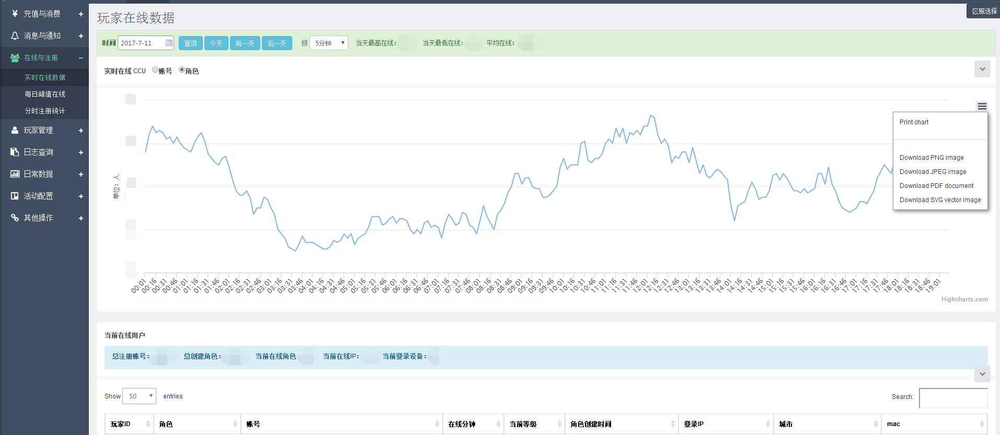 充值与消费
消息与通知
在线与注册
实时在线数据
每日峰值在线
分时注册统计
玩家管理
日志查询
日常数据
活动配置
其他操作
区服选择
玩家在线数据
时间 2017-7-11 查询 今天 前一天 后一天 按 5分钟 当天最高在线: 当天最低在线: 平均在线:
实时在线 CCU 账号 角色
Print chart
Download PNG image
Download JPEG image
Download PDF document
Download SVG vector image
单位：人
00:01 00:16 00:31 00:46 01:01 01:16 01:31 01:46 02:01 02:16 02:31 02:46 03:01 03:16 03:31 03:46 04:01 04:16 04:31 04:46 05:01 05:16 05:31 05:46 06:01 06:16 06:31 06:46 07:01 07:16 07:31 07:46 08:01 08:16 08:31 08:46 09:01 09:16 09:31 09:46 10:01 10:16 10:31 10:46 11:01 11:16 11:31 11:46 12:01 12:16 12:31 12:46 13:01 13:16 13:31 13:46 14:01 14:16 14:31 14:46 15:01 15:16 15:31 15:46 16:01 16:16 16:31 16:46 17:01 17:16 17:31 17:46 18:01 18:16 18:31 18:46 19:01
Highcharts.com
当前在线用户
总注册账号： 总创建角色： 当前在线角色 当前在线IP： 当前登录设备：
Show 50 entries Search:
玩家ID 角色 账号 在线分钟 当前等级 角色创建时间 登录IP 城市 mac